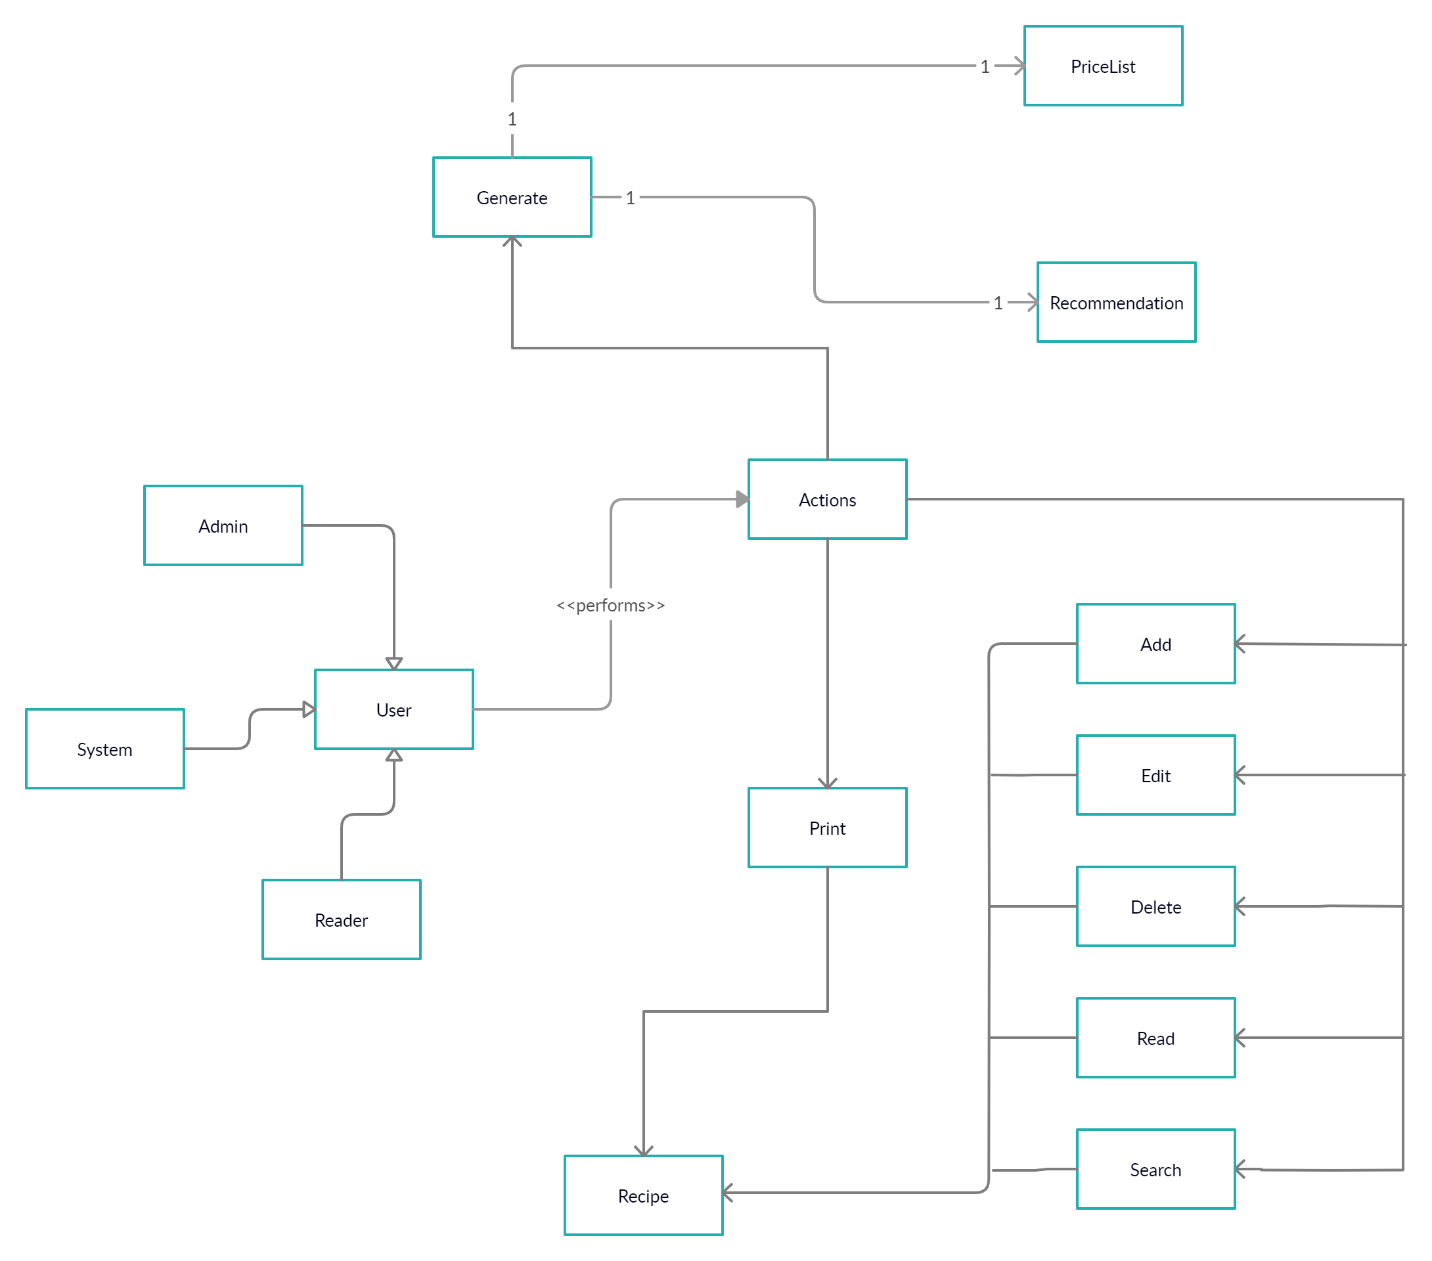 PriceList
1
1
Generate
1
1
Recommendation
Actions
Admin
<<performs>>
Add
User
System
Edit
Print
Delete
Reader
Read
Search
Recipe